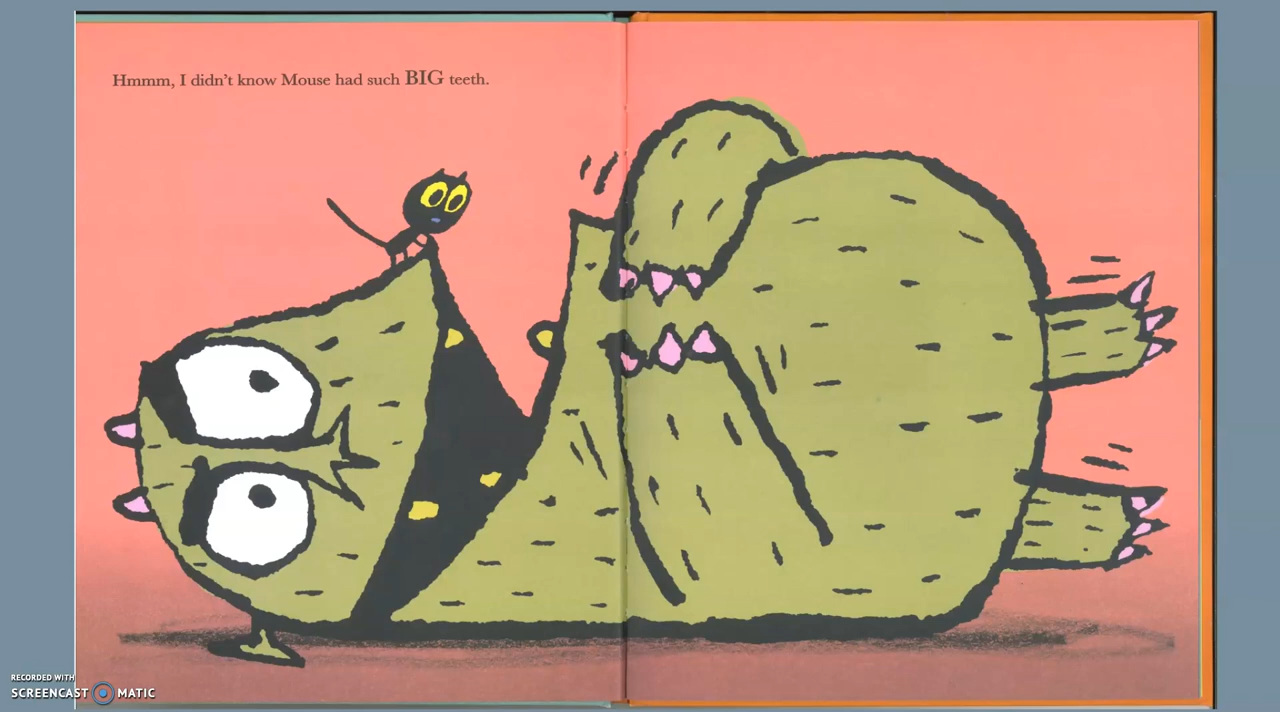 Hmmm, I didn't know Mouse had such BIG teeth.
RECORDED WITH
SCREENCAST MATIC